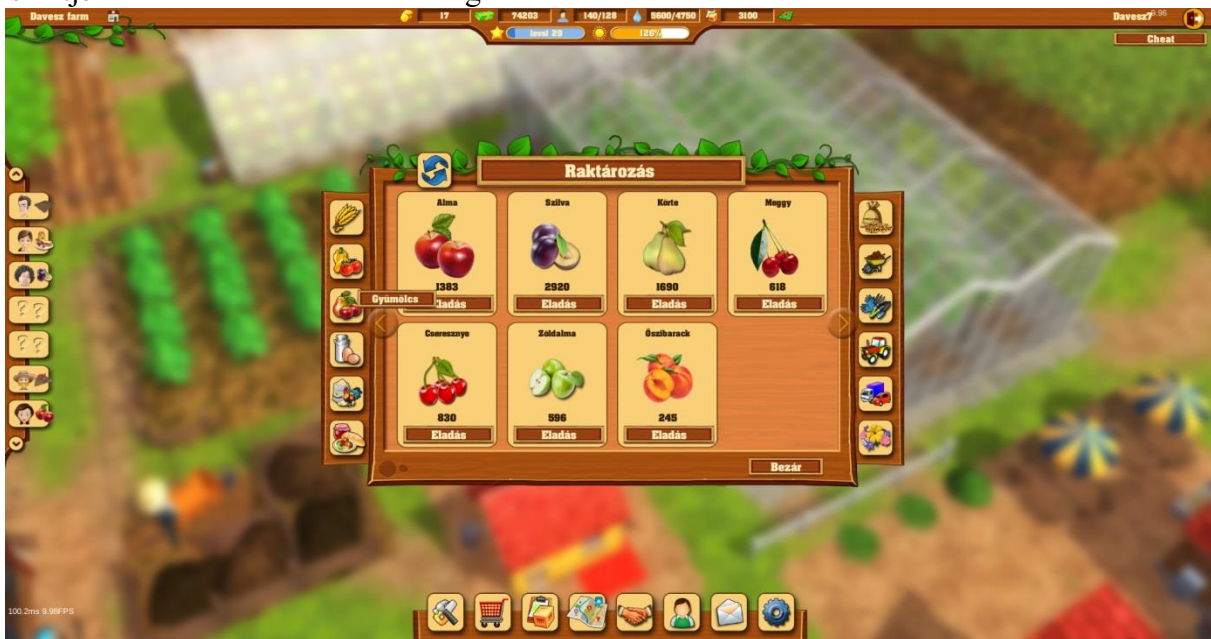 Davesz farm
17
74203
140/128
5600/4750
3100
Davesz7
9.96
level 29
126%
Cheat
Raktározás
Alma
Szilva
Körte
Meggy
1383
2920
1690
618
Gyümölcs
Eladás
Eladás
Eladás
Eladás
Cseresznye
Zöldalma
Őszibarack
830
596
245
Eladás
Eladás
Eladás
Bezár
? ?
? ?
100.2ms 9.98FPS